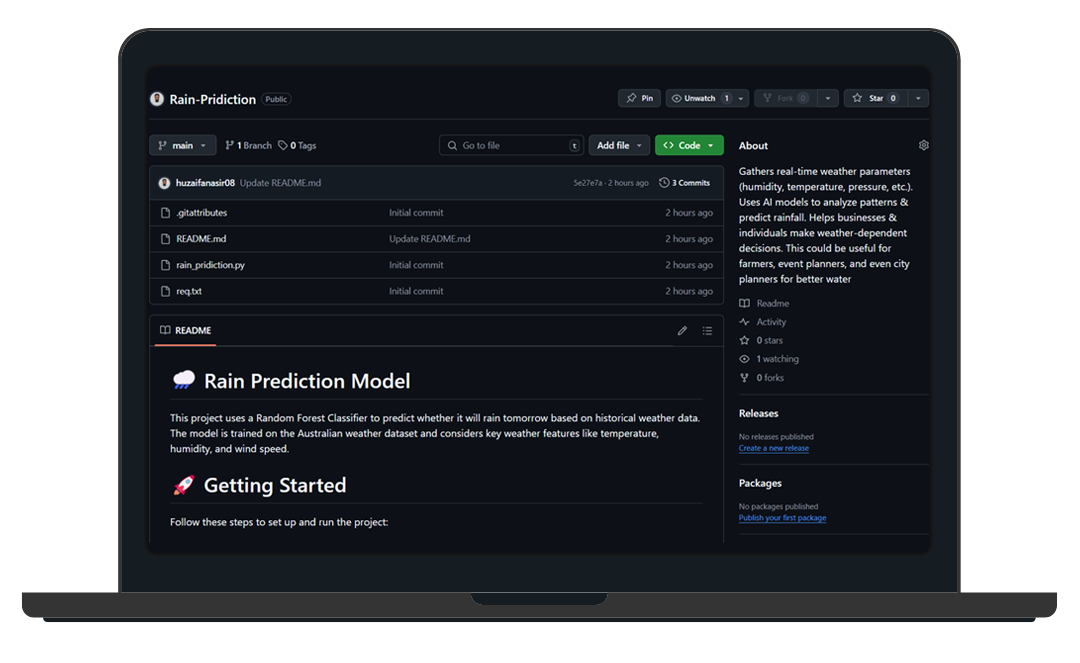 Rain-Pridiction Public
Pin
Unwatch 1
Fork 0
Star 0
main
1 Branch
0 Tags
Go to file t
Add file
Code
huzaifanasir08 Update README.md
5e27e7a · 2 hours ago
3 Commits
.gitattributes Initial commit 2 hours ago
README.md Update README.md 2 hours ago
rain_pridiction.py Initial commit 2 hours ago
req.txt Initial commit 2 hours ago
README
Rain Prediction Model
This project uses a Random Forest Classifier to predict whether it will rain tomorrow based on historical weather data.
The model is trained on the Australian weather dataset and considers key weather features like temperature,
humidity, and wind speed.
Getting Started
Follow these steps to set up and run the project:
About
Gathers real-time weather parameters
(humidity, temperature, pressure, etc.).
Uses AI models to analyze patterns &
predict rainfall. Helps businesses &
individuals make weather-dependent
decisions. This could be useful for
farmers, event planners, and even city
planners for better water
Readme
Activity
0 stars
1 watching
0 forks
Releases
No releases published
Create a new release
Packages
No packages published
Publish your first package